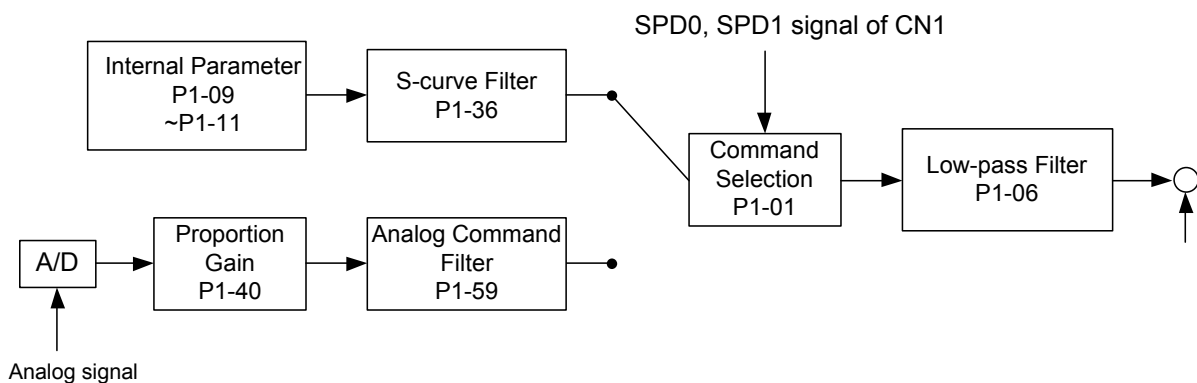 SPD0, SPD1 signal of CN1
Internal Parameter
P1-09
~P1-11
S-curve Filter
P1-36
Command
Selection
P1-01
Low-pass Filter
P1-06
A/D
Proportion
Gain
P1-40
Analog Command
Filter
P1-59
Analog signal